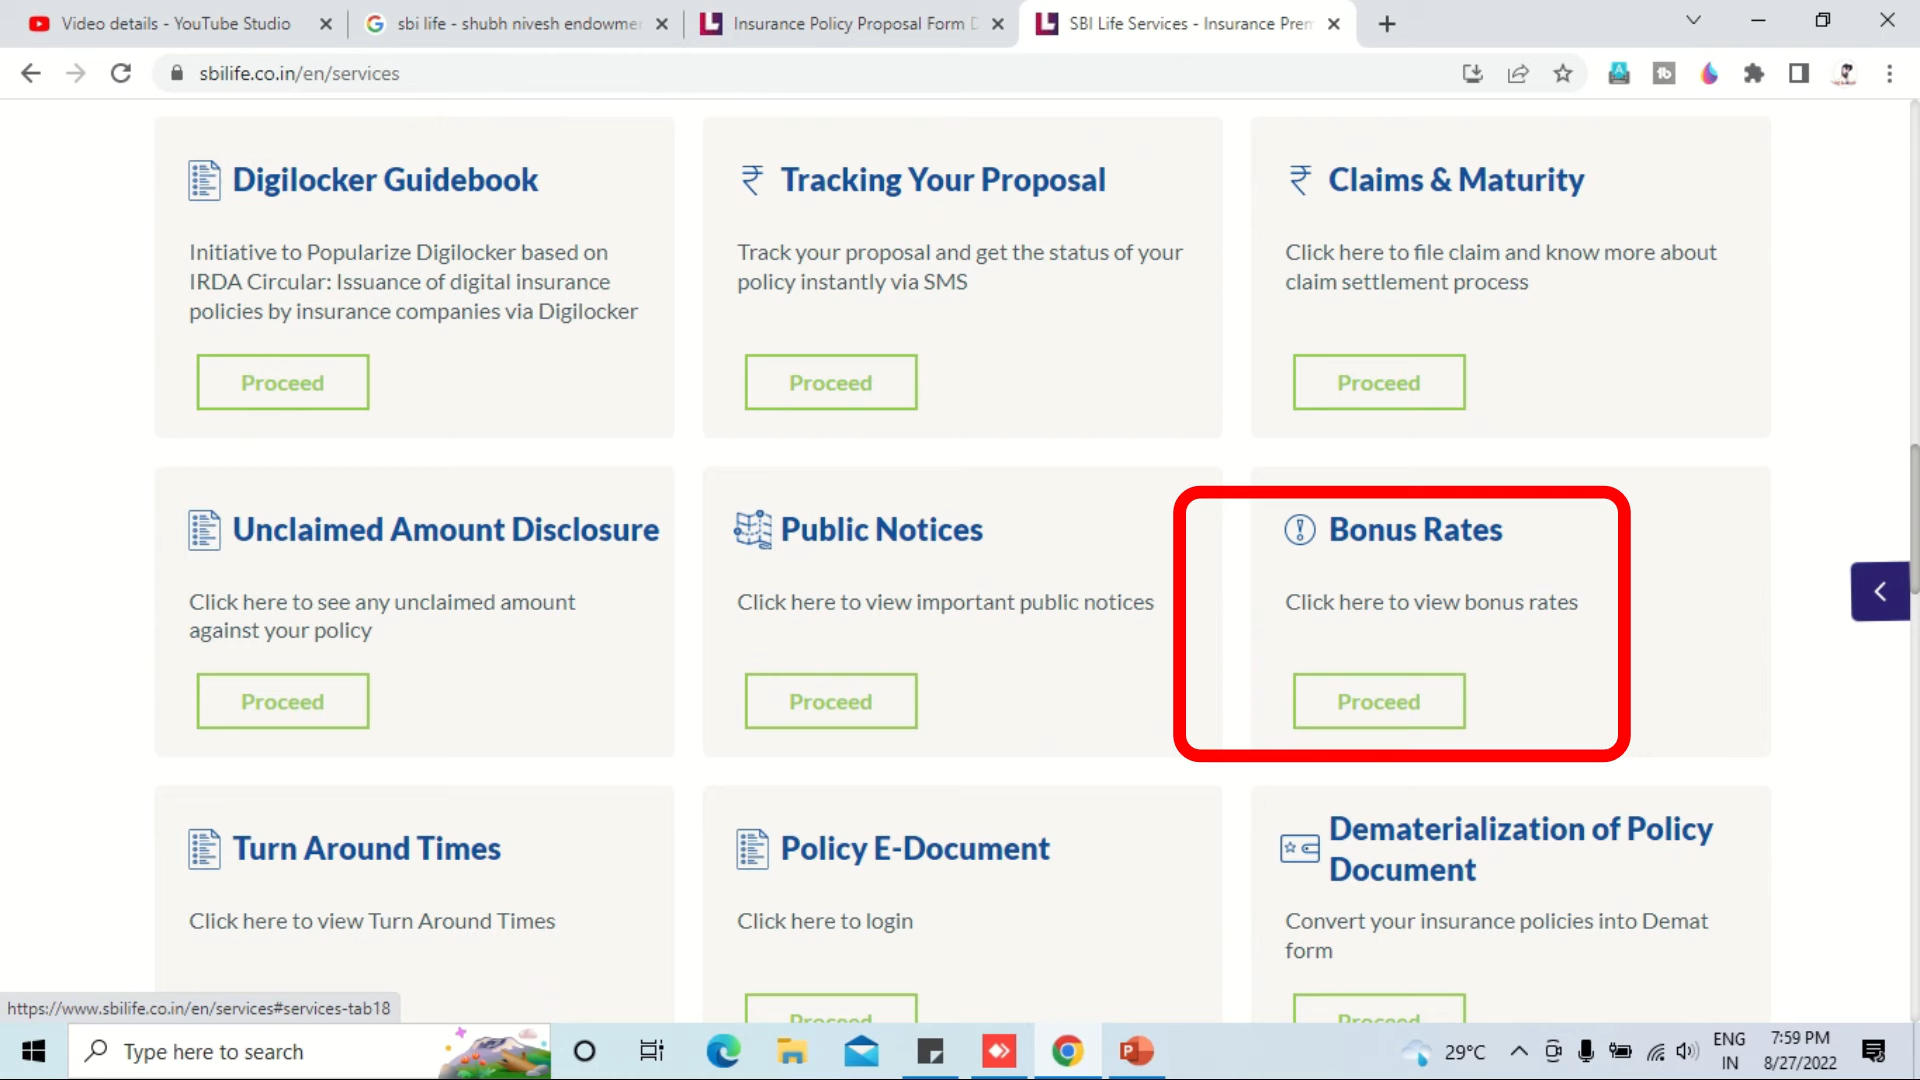 Video details - YouTube Studio
sbi life - shubh nivesh endowmen
Insurance Policy Proposal Form D
SBI Life Services - Insurance Prem
sbilife.co.in/en/services
Digilocker Guidebook
Initiative to Popularize Digilocker based on
IRDA Circular: Issuance of digital insurance
policies by insurance companies via Digilocker
Proceed
₹ Tracking Your Proposal
Track your proposal and get the status of your
policy instantly via SMS
Proceed
₹ Claims & Maturity
Click here to file claim and know more about
claim settlement process
Proceed
Unclaimed Amount Disclosure
Click here to see any unclaimed amount
against your policy
Proceed
Public Notices
Click here to view important public notices
Proceed
Bonus Rates
Click here to view bonus rates
Proceed
Turn Around Times
Click here to view Turn Around Times
Policy E-Document
Click here to login
Proceed
Dematerialization of Policy
Document
Convert your insurance policies into Demat
form
Proceed
https://www.sbilife.co.in/en/services#services-tab18
Type here to search
29°C
ENG
IN
7:59 PM
8/27/2022